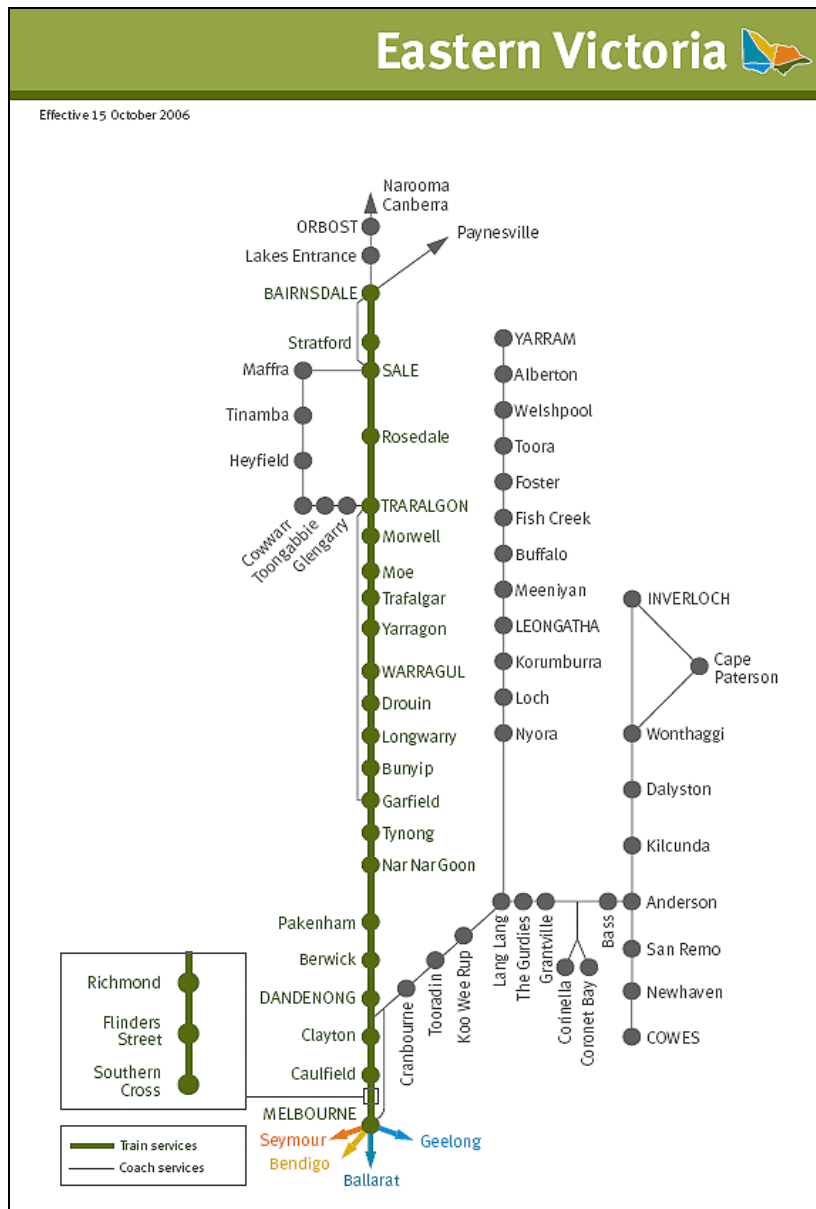 Eastern Victoria
Effective 15 October 2006
Narooma
Canberra
ORBOST
Paynesville
Lakes Entrance
BAIRNSDALE
Stratford
YARRAM
Maffra
SALE
Alberton
Tinamba
Welshpool
Rosedale
Toora
Heyfield
Foster
TRARALGON
Cowwarr
Toongabbie
Glengarry
Fish Creek
Morwell
Buffalo
Moe
Meeniyan
Trafalgar
INVERLOCH
Yarragon
LEONGATHA
WARRAGUL
Korumburra
Cape
Paterson
Drouin
Loch
Longwarry
Nyora
Wonthaggi
Bunyip
Dalyston
Garfield
Tynong
Kilcunda
Nar Nar Goon
Anderson
Pakenham
Lang Lang
The Gurdies
Grantville
Bass
Berwick
San Remo
Richmond
DANDENONG
Cranbourne
Tooradin
Koo Wee Rup
Corinella
Coronet Bay
Newhaven
Flinders
Street
Clayton
COWES
Southern
Cross
Caulfield
MELBOURNE
Seymour
Geelong
Bendigo
Ballarat
Train services
Coach services